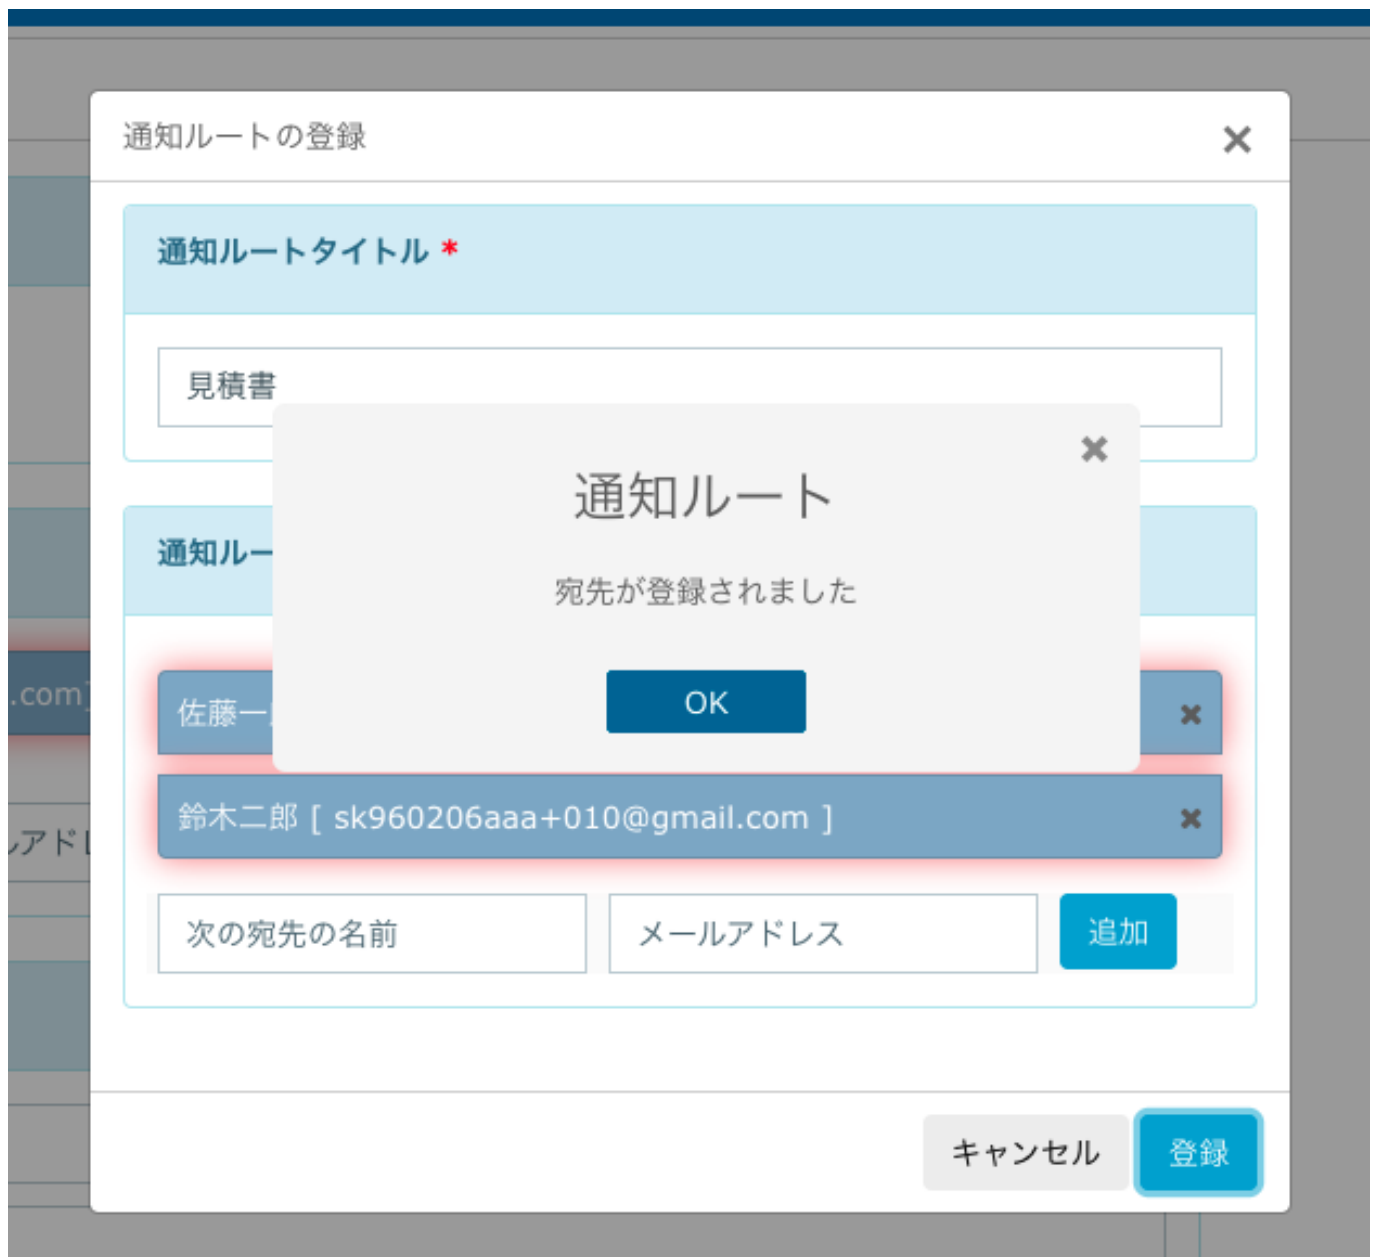 通知ルートの登録
通知ルートタイトル *
見積書
通知ルート
宛先が登録されました
OK
通知ルー
佐藤一
鈴木二郎 [ sk960206aaa+010@gmail.com ]
.com]
ルアドレ
次の宛先の名前
メールアドレス
追加
キャンセル
登録